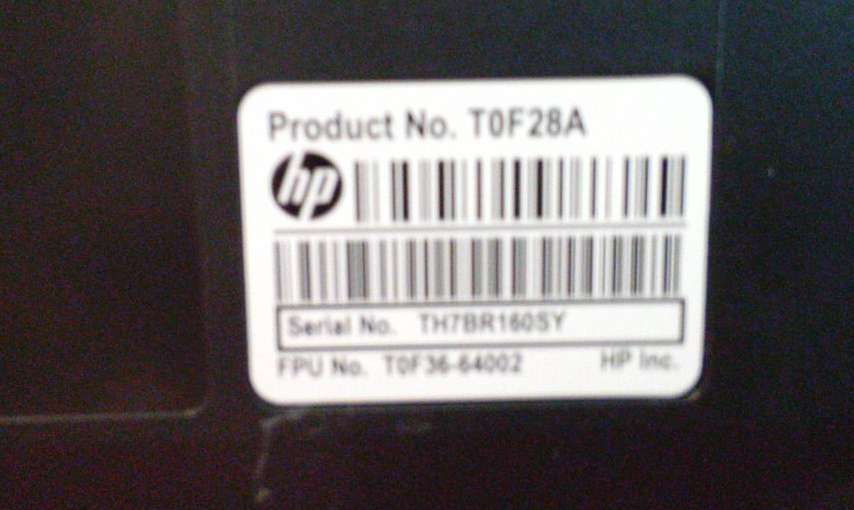 Product No. T0F28A
hp
Serial No. TH7BR160SY
FPU No. T0F36-64002 HP Inc.